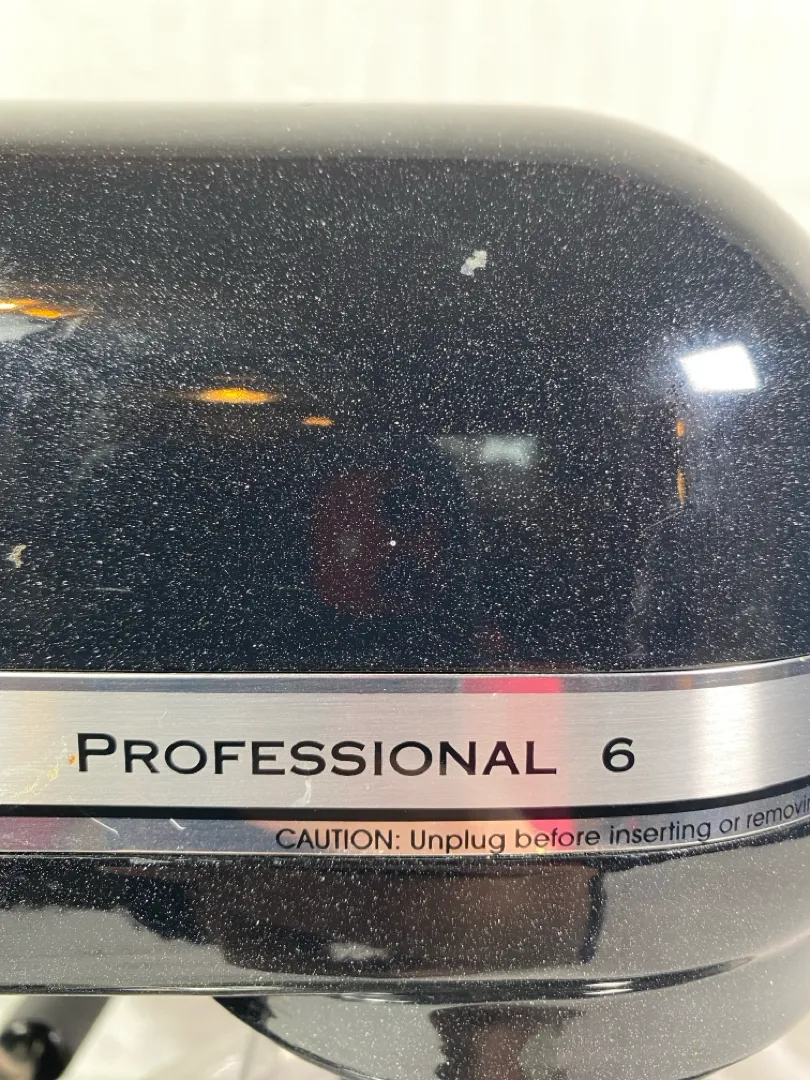 PROFESSIONAL 6
CAUTION: Unplug before inserting or